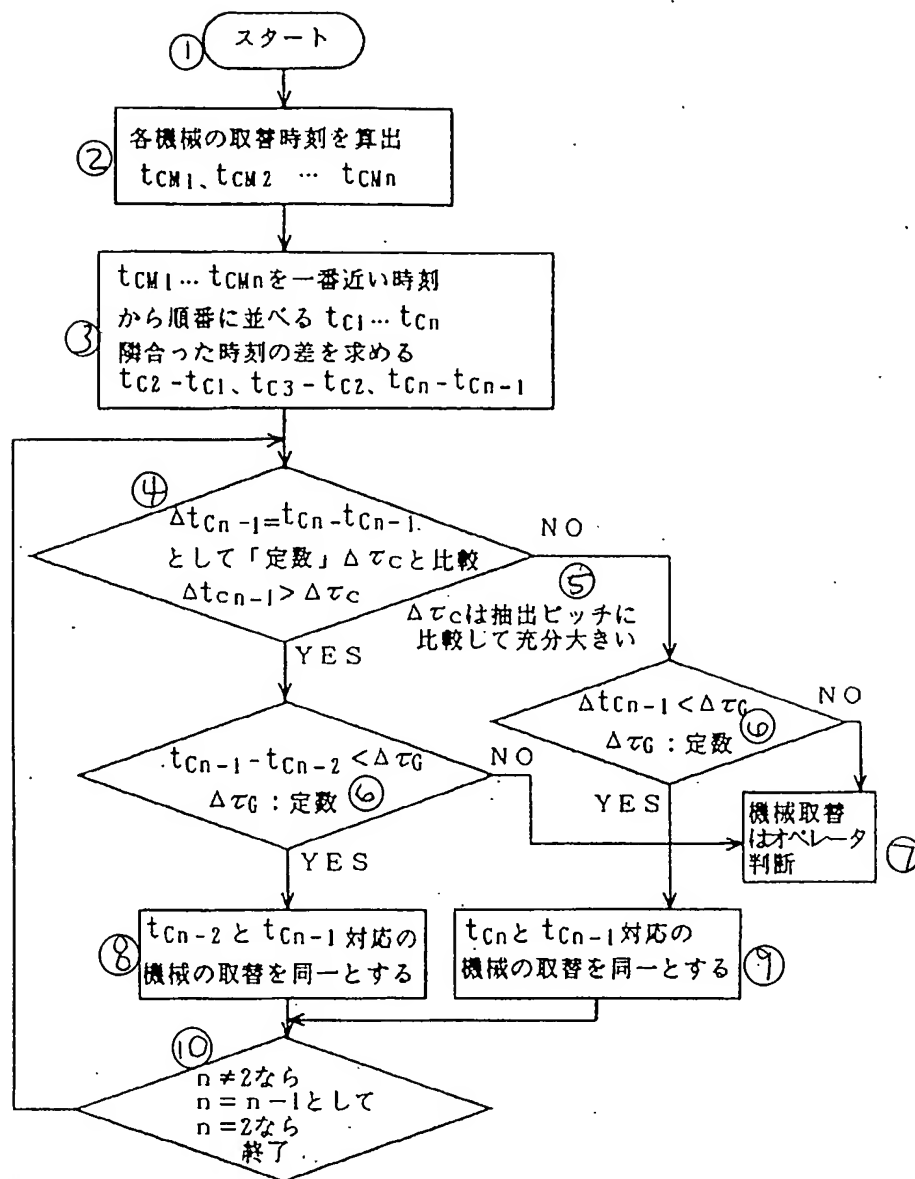 ① スタート
② 各機械の取替時刻を算出
tCM1、tCM2 … tCMn
tCM1… tCMnを一番近い時刻
から順番に並べる tC1… tCn
③ 隣合った時刻の差を求める
tC2-tC1、tC3-tC2、tCn-tCn-1
④
ΔtCn-1=tCn-tCn-1.
として「定数」Δτcと比較
Δtcn-1>Δτc
NO
⑤
Δτcは抽出ピッチに
比較して充分大きい
YES
ΔtCn-1<ΔτG
ΔτG:定数 ⑥
NO
YES
tCn-1-tCn-2<ΔτG
ΔτG:定数 ⑥
NO
YES
機械取替
はオペレータ
判断
⑦
tCn-2とtCn-1対応の
⑧ 機械の取替を同一とする
tCnとtCn-1対応の
機械の取替を同一とする ⑨
⑩
n≠2なら
n=n-1として
n=2なら
終了